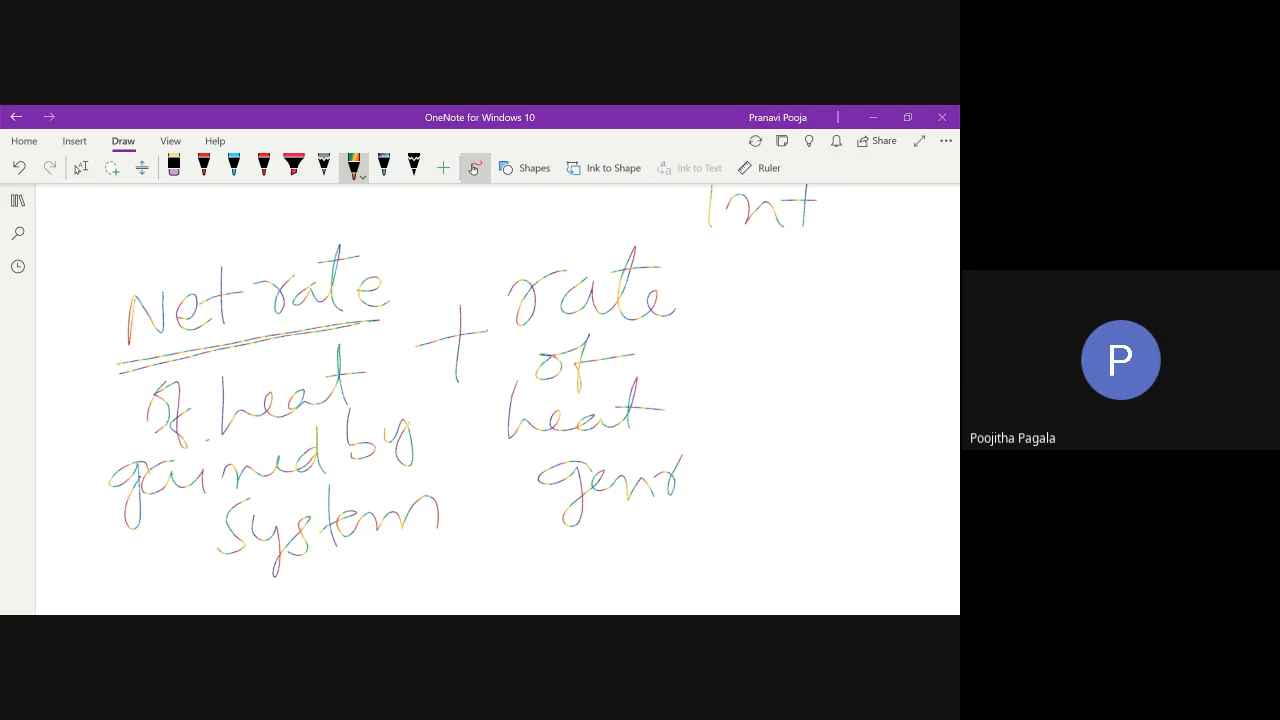 OneNote for Windows 10
Pranavi Pooja
Home Insert Draw View Help
Share
Shapes Ink to Shape Ink to Text Ruler
Int
Net rate + rate
of heat of
gained by heat
system genr
P
Poojitha Pagala